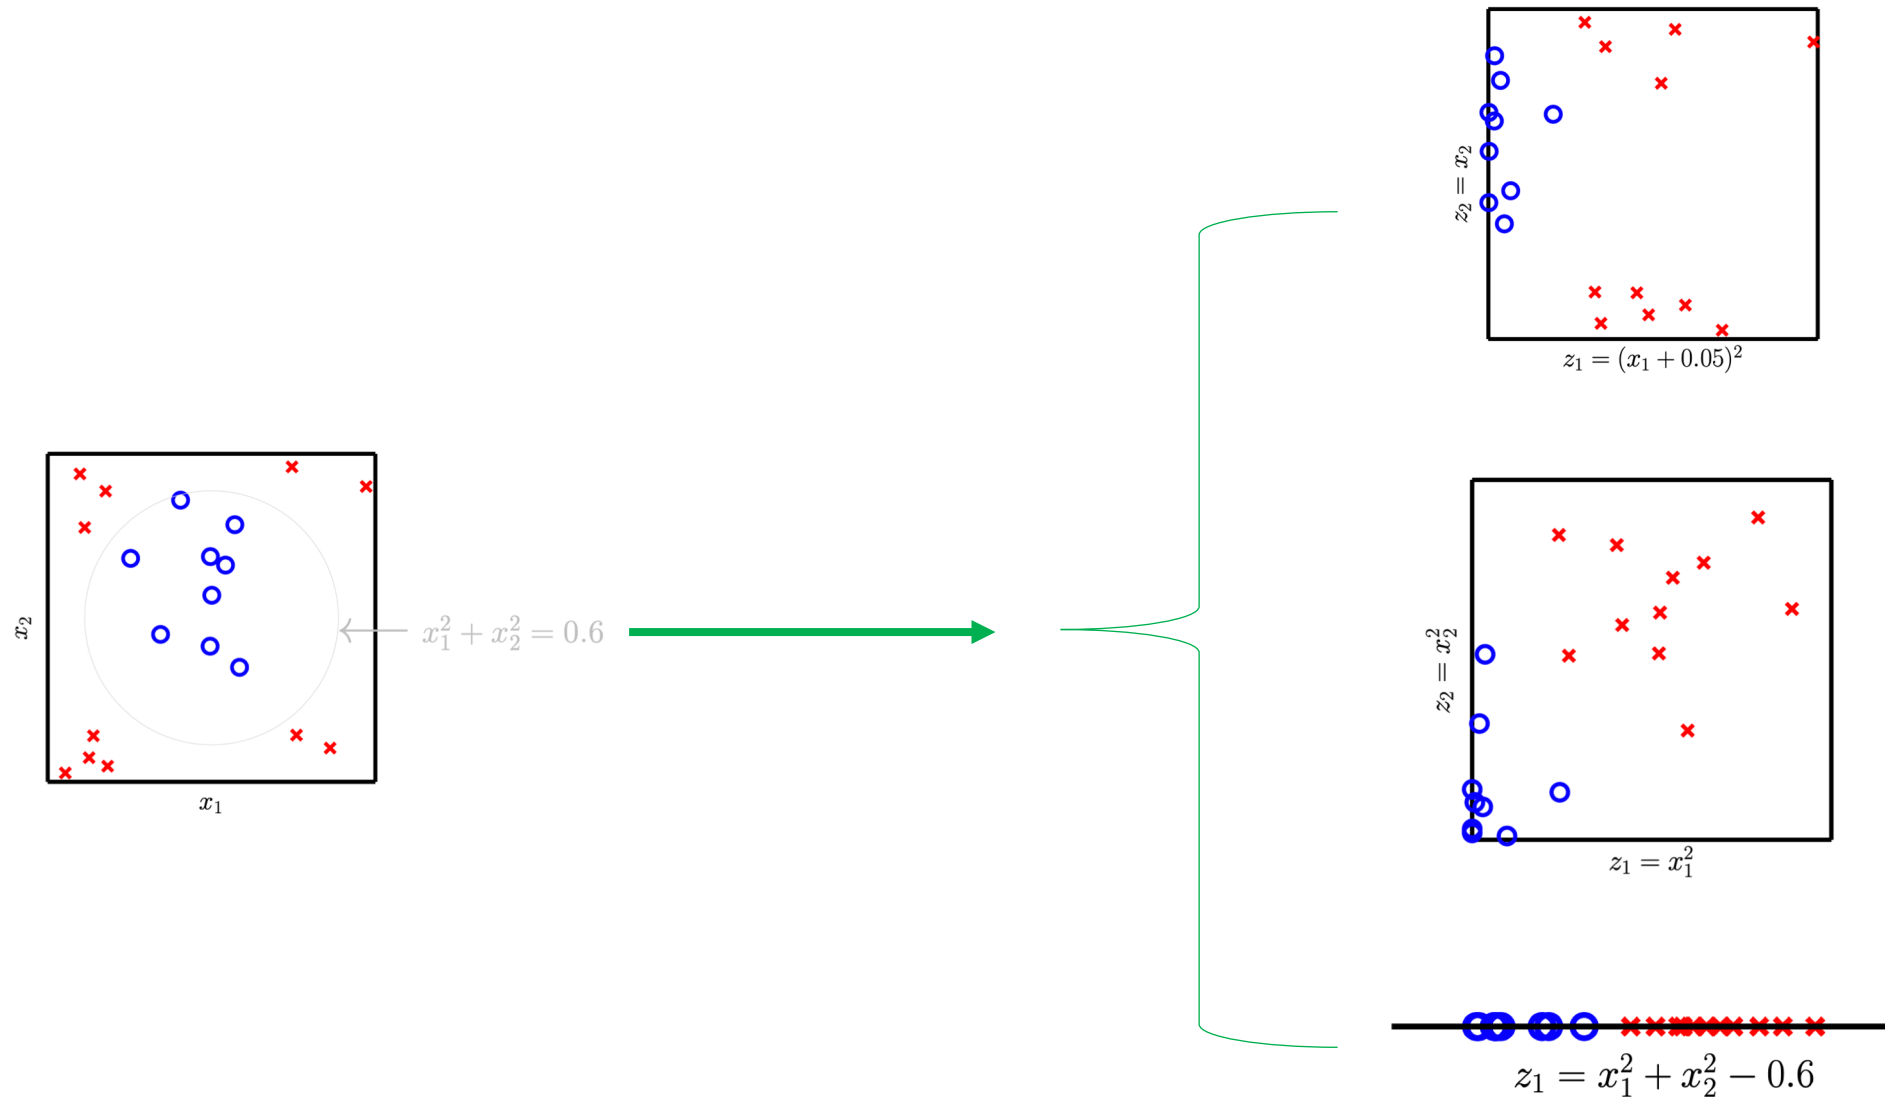 x₂
x₁
x₁² + x₂² = 0.6
z₂ = x₂
z₁ = (x₁ + 0.05)²
z₂ = x₂²
z₁ = x₁²
z₁ = x₁² + x₂² − 0.6